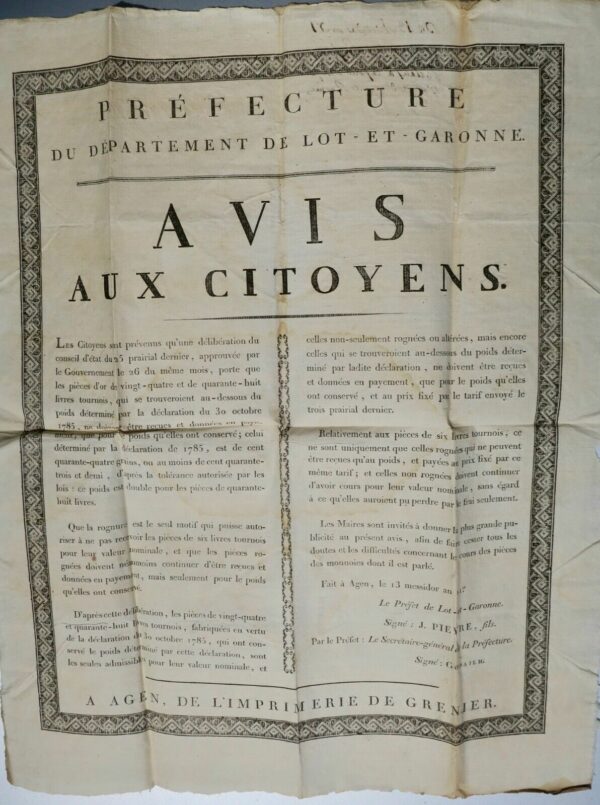 PRÉFECTURE
DU DÉPARTEMENT DE LOT-ET-GARONNE.
AVIS
AUX CITOYENS.
LES Citoyens sont prévenus qu'une délibération du
conseil d'état du 25 prairial dernier, approuvée par
le Gouvernement le 26 du même mois, porte que
les pièces d'or de vingt-quatre et de quarante-huit
livres tournois, qui se trouveroient au-dessous du
poids déterminé par la déclaration du 30 octobre
1785, ne doivent être reçues et données en paye-
ment, que pour le poids qu'elles ont conservé; celui
déterminé par la déclaration de 1785, est de cent
quarante-quatre grains, ou au moins de cent quarante-
trois et demi, d'après la tolérance autorisée par les
lois : ce poids est double pour les pièces de quarante-
huit livres.
Que la rognure est le seul motif qui puisse auto-
riser à ne pas recevoir les pièces de six livres tournois
pour leur valeur nominale, et que les pièces ro-
gnées doivent néanmoins continuer d'être reçues et
données en payement, mais seulement pour le poids
qu'elles ont conservé.
D'après cette délibération, les pièces de vingt-quatre
et quarante-huit livres tournois, fabriquées en vertu
de la déclaration du 30 octobre 1785, qui ont con-
servé le poids déterminé par cette déclaration, sont
les seules admissibles pour leur valeur nominale, et
celles non-seulement rognées ou altérées, mais encore
celles qui se trouveroient au-dessous du poids déter-
miné par ladite déclaration, ne doivent être reçues
et données en payement, que pour le poids qu'elles
ont conservé, et au prix fixé par le tarif envoyé le
trois prairial dernier.
Relativement aux pièces de six livres tournois, ce
ne sont uniquement que celles rognées qui ne peuvent
être reçues qu'au poids, et payées au prix fixé par ce
même tarif; et celles non rognées doivent continuer
d'avoir cours pour leur valeur nominale, sans égard
à ce qu'elles auroient pu perdre par le frai seulement.
Les Maires sont invités à donner la plus grande pu-
blicité au présent avis, afin de faire cesser tous les
doutes et les difficultés concernant le cours des pièces
des monnoies dont il est parlé.
Fait à Agen, le 13 messidor an
Le Préfet de Lot-et-Garonne.
Signé : J. PIEYRE, fils.
Par le Préfet : Le Secrétaire-général de la Préfecture.
Signé :
A AGEN, DE L'IMPRIMERIE DE GRENIER.